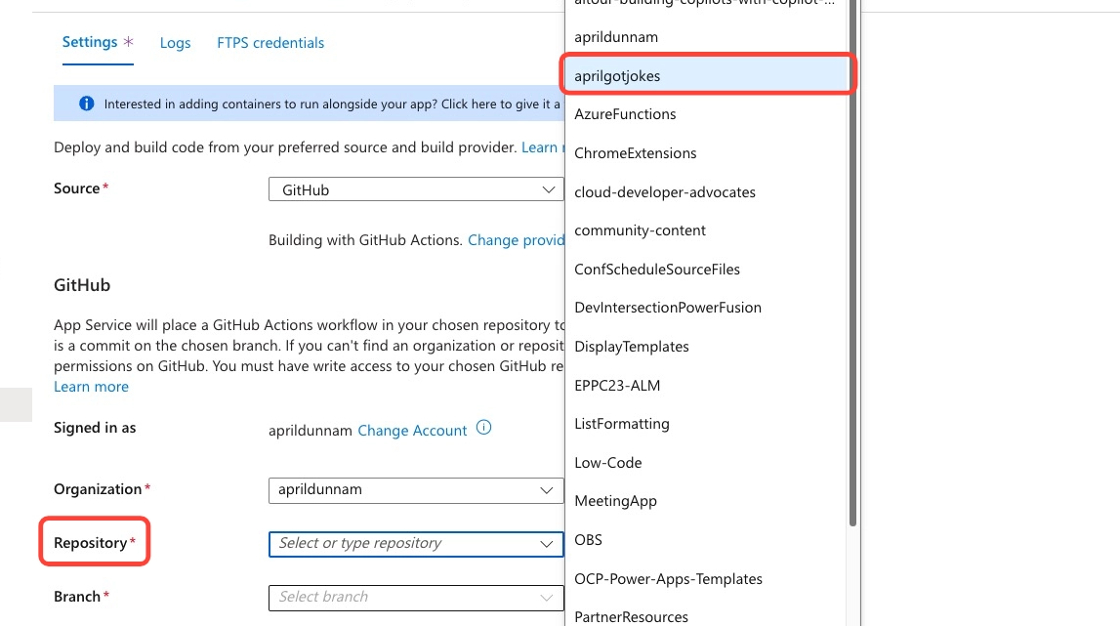 Settings *
Logs
FTPS credentials
Interested in adding containers to run alongside your app? Click here to give it a
Deploy and build code from your preferred source and build provider. Learn
Source*
GitHub
Building with GitHub Actions. Change provid
GitHub
App Service will place a GitHub Actions workflow in your chosen repository to
is a commit on the chosen branch. If you can't find an organization or reposit
permissions on GitHub. You must have write access to your chosen GitHub re
Learn more
Signed in as
aprildunnam Change Account
Organization*
aprildunnam
Repository*
Select or type repository
Branch*
Select branch
aitour-building-copilots-with-copilot-...
aprildunnam
aprilgotjokes
AzureFunctions
ChromeExtensions
cloud-developer-advocates
community-content
ConfScheduleSourceFiles
DevIntersectionPowerFusion
DisplayTemplates
EPPC23-ALM
ListFormatting
Low-Code
MeetingApp
OBS
OCP-Power-Apps-Templates
PartnerResources